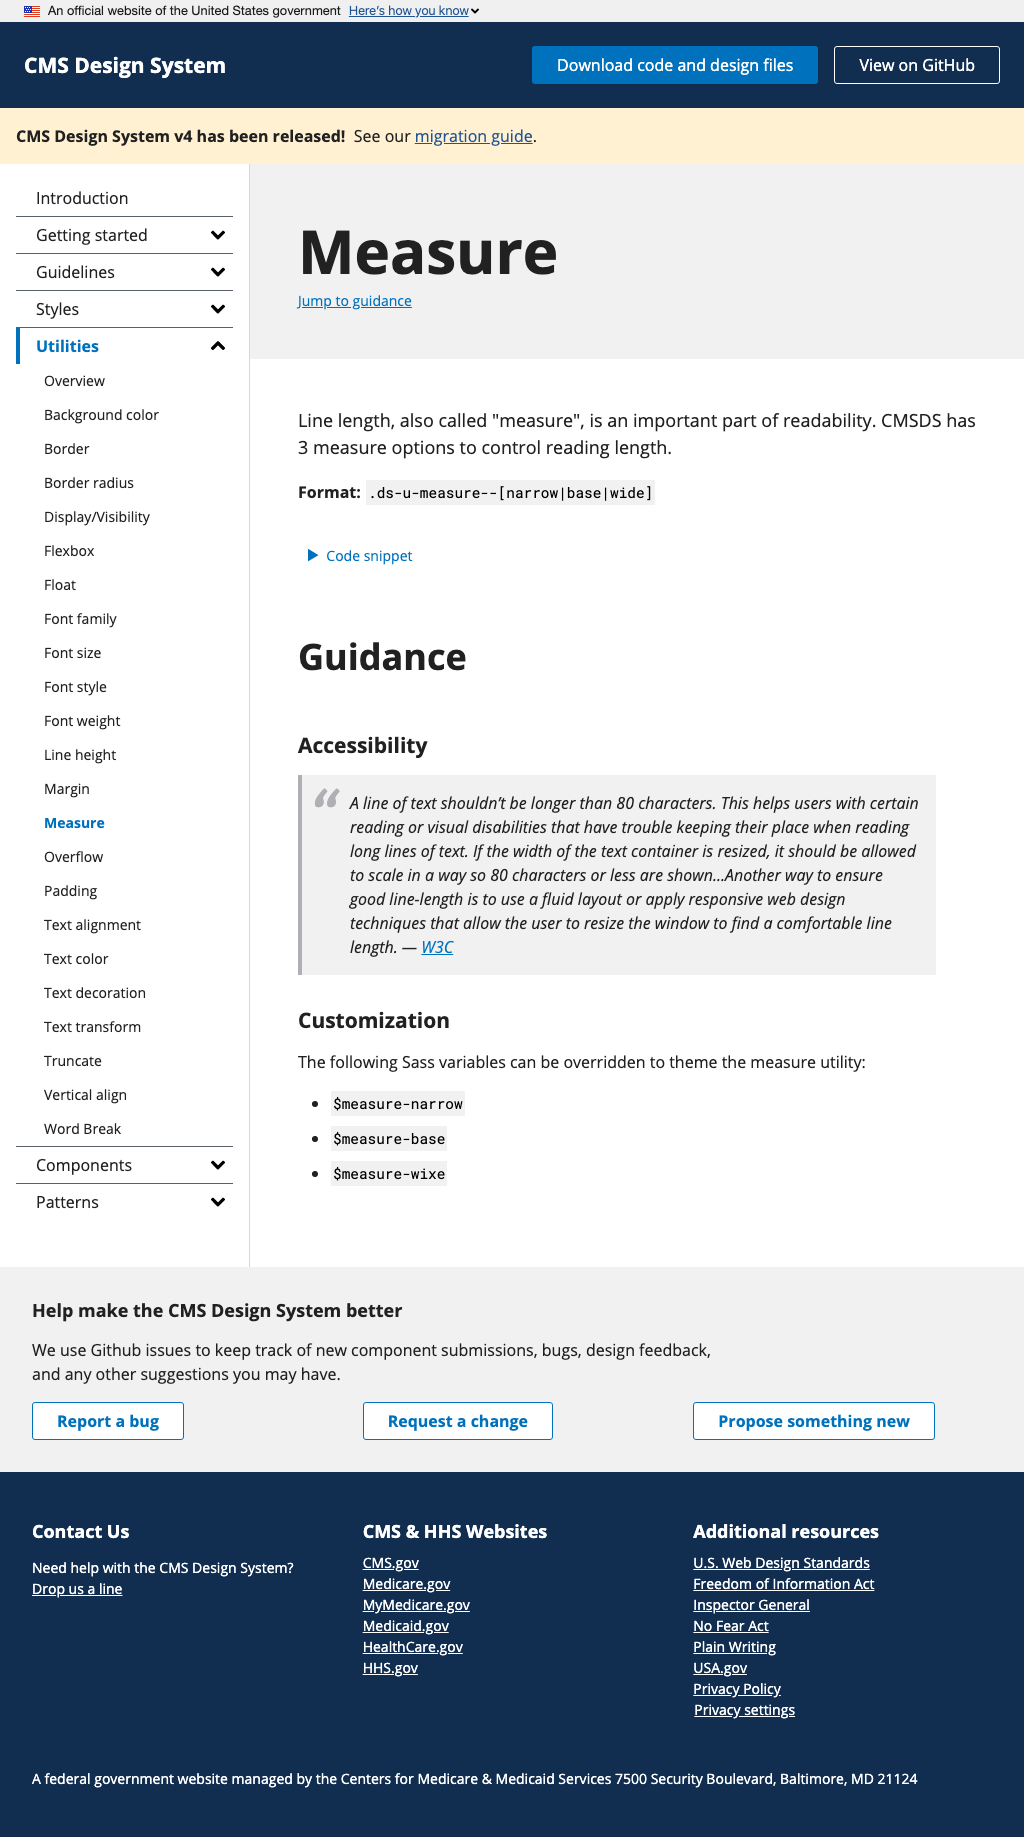 An official website of the United States government Here's how you know
CMS Design System
Download code and design files
View on GitHub
CMS Design System v4 has been released! See our migration guide.
Introduction
Getting started
Guidelines
Styles
Utilities
Overview
Background color
Border
Border radius
Display/Visibility
Flexbox
Float
Font family
Font size
Font style
Font weight
Line height
Margin
Measure
Overflow
Padding
Text alignment
Text color
Text decoration
Text transform
Truncate
Vertical align
Word Break
Components
Patterns
Measure
Jump to guidance
Line length, also called "measure", is an important part of readability. CMSDS has
3 measure options to control reading length.
Format: .ds-u-measure--[narrow|base|wide]
Code snippet
Guidance
Accessibility
“
A line of text shouldn’t be longer than 80 characters. This helps users with certain
reading or visual disabilities that have trouble keeping their place when reading
long lines of text. If the width of the text container is resized, it should be allowed
to scale in a way so 80 characters or less are shown...Another way to ensure
good line-length is to use a fluid layout or apply responsive web design
techniques that allow the user to resize the window to find a comfortable line
length. — W3C
Customization
The following Sass variables can be overridden to theme the measure utility:
$measure-narrow
$measure-base
$measure-wixe
Help make the CMS Design System better
We use Github issues to keep track of new component submissions, bugs, design feedback,
and any other suggestions you may have.
Report a bug
Request a change
Propose something new
Contact Us
Need help with the CMS Design System?
Drop us a line
CMS & HHS Websites
CMS.gov
Medicare.gov
MyMedicare.gov
Medicaid.gov
HealthCare.gov
HHS.gov
Additional resources
U.S. Web Design Standards
Freedom of Information Act
Inspector General
No Fear Act
Plain Writing
USA.gov
Privacy Policy
Privacy settings
A federal government website managed by the Centers for Medicare & Medicaid Services 7500 Security Boulevard, Baltimore, MD 21124